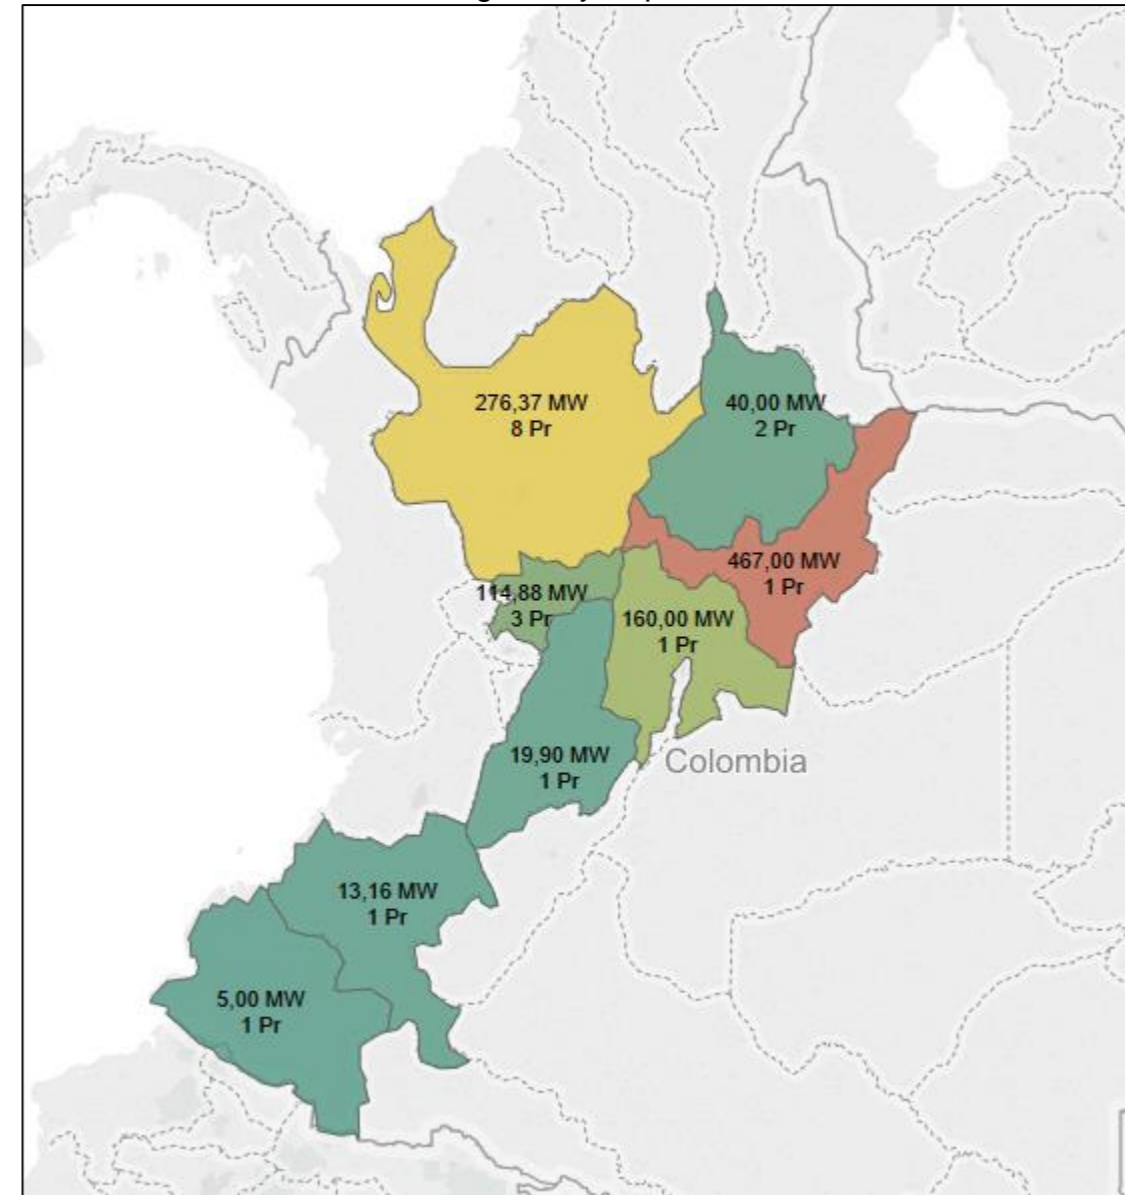 276,37 MW
8 Pr
40,00 MW
2 Pr
467,00 MW
1 Pr
114,88 MW
3 Pr
160,00 MW
1 Pr
19,90 MW
1 Pr
Colombia
13,16 MW
1 Pr
5,00 MW
1 Pr